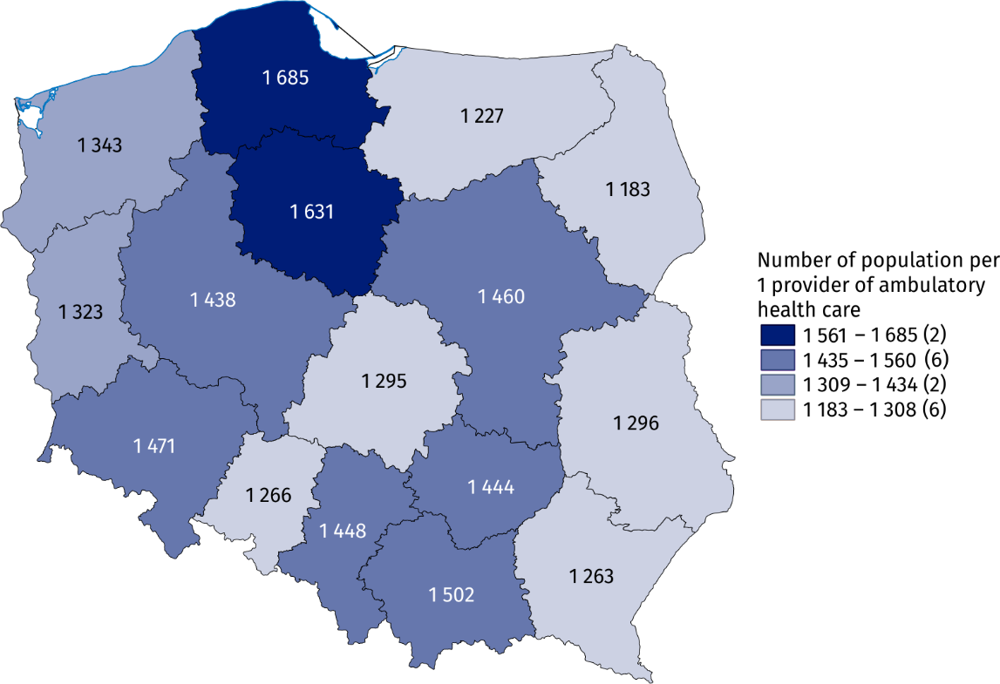 1 685
1 227
1 343
1 183
1 631
1 460
1 438
1 323
1 295
1 296
1 471
1 444
1 266
1 448
1 263
1 502
Number of population per
1 provider of ambulatory
health care
1 561 – 1 685 (2)
1 435 – 1 560 (6)
1 309 – 1 434 (2)
1 183 – 1 308 (6)